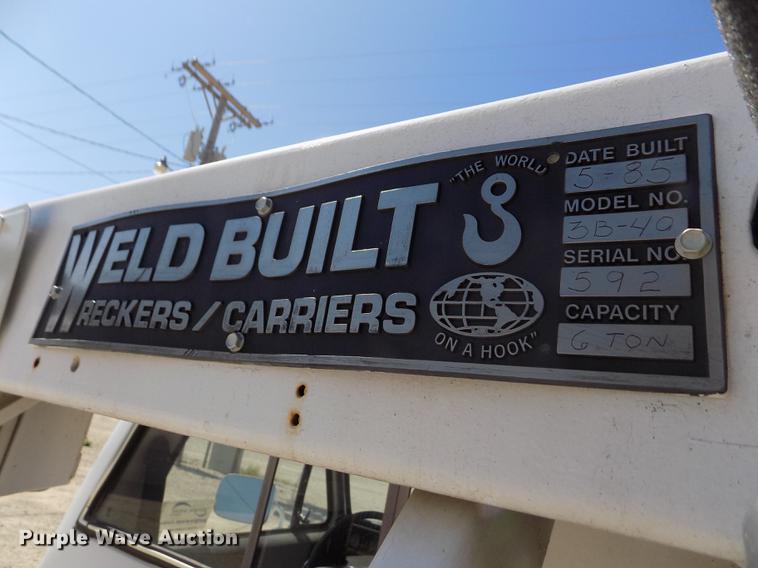 WELD BUILT
WRECKERS / CARRIERS
"THE WORLD
ON A HOOK"
DATE BUILT
5-85
MODEL NO.
3B-40
SERIAL NO.
592
CAPACITY
6 TON
Purple Wave Auction